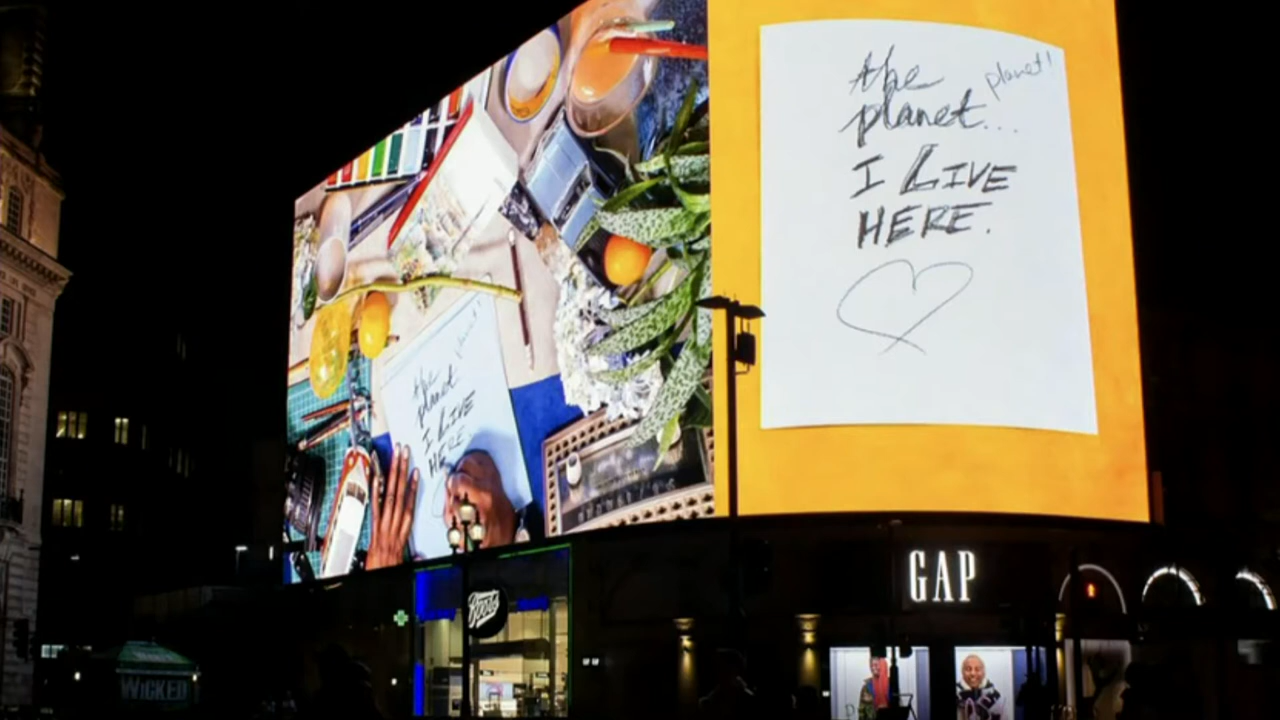 the
planet... planet!
I LIVE
HERE.
the
planet
I LIVE
HERE
GAP
Boots
WICKED